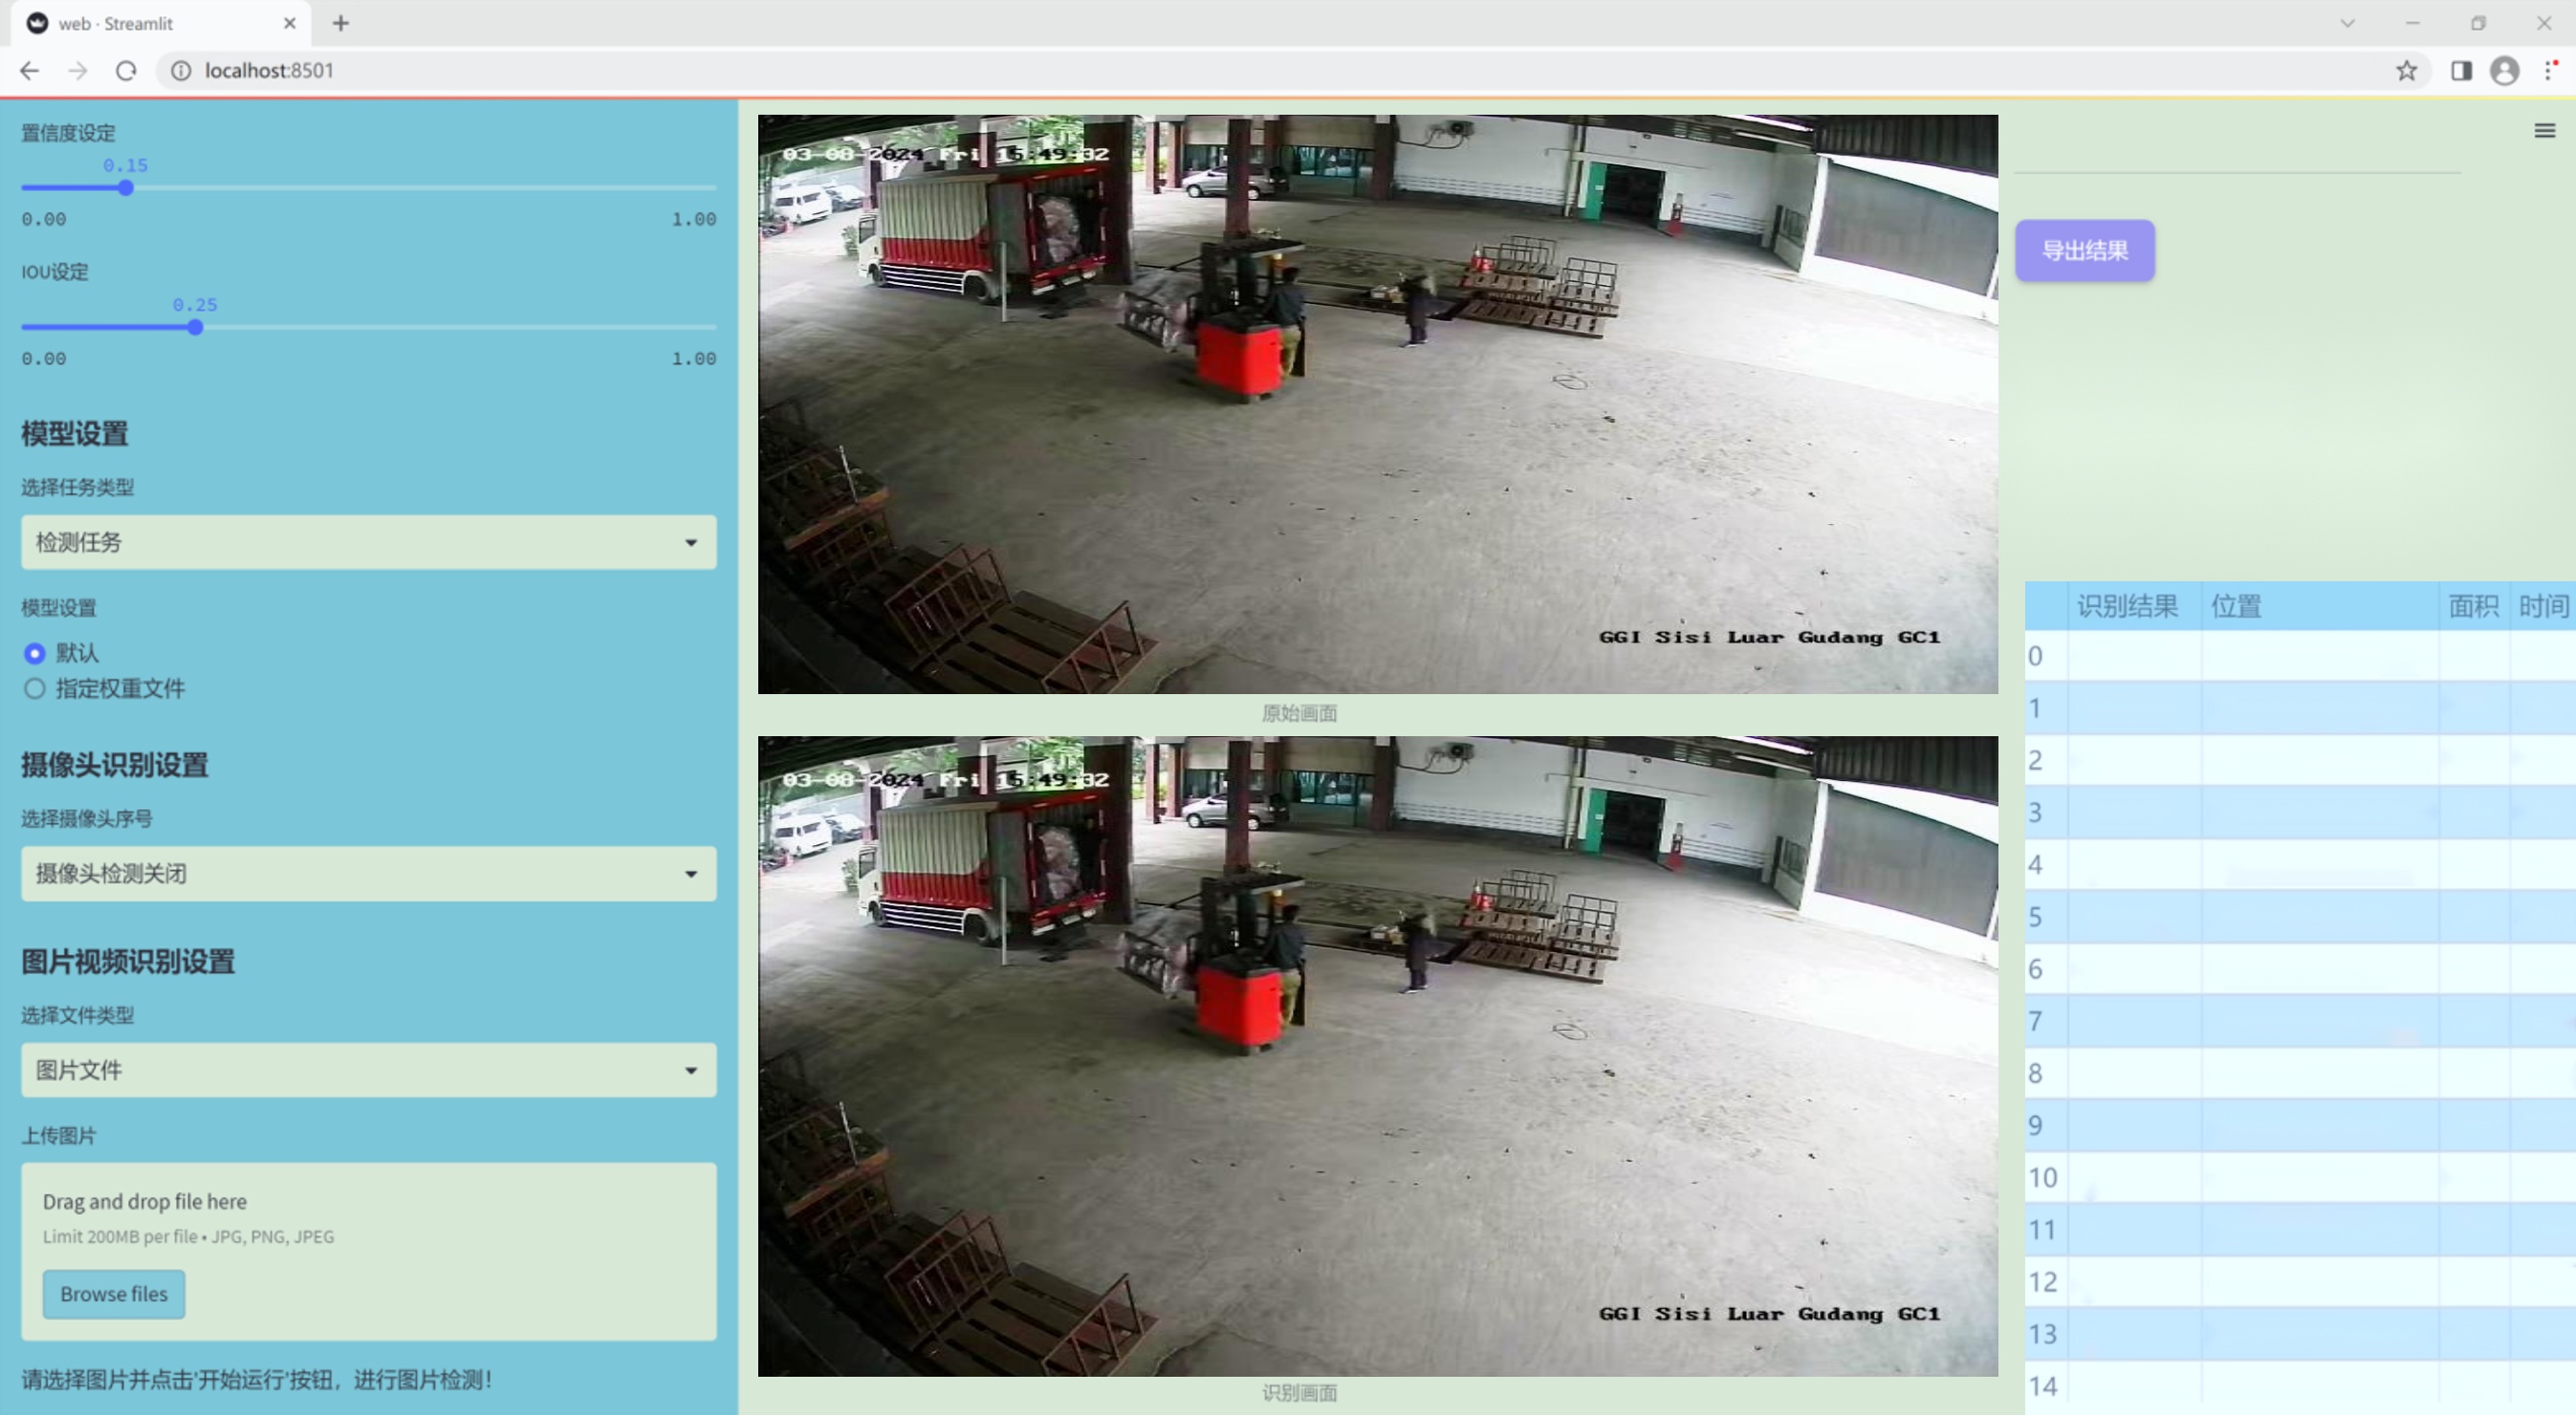 web · Streamlit
localhost:8501
置信度设定
0.15
0.00 1.00
IOU设定
0.25
0.00 1.00
模型设置
选择任务类型
检测任务
模型设置
默认
指定权重文件
摄像头识别设置
选择摄像头序号
摄像头检测关闭
图片视频识别设置
选择文件类型
图片文件
上传图片
Drag and drop file here
Limit 200MB per file • JPG, PNG, JPEG
Browse files
请选择图片并点击'开始运行'按钮，进行图片检测！
03-08-2024 Fri 15:49:32
GGI Sisi Luar Gudang GC1
原始画面
03-08-2024 Fri 15:49:32
GGI Sisi Luar Gudang GC1
识别画面
导出结果
识别结果 位置 面积 时间
0
1
2
3
4
5
6
7
8
9
10
11
12
13
14